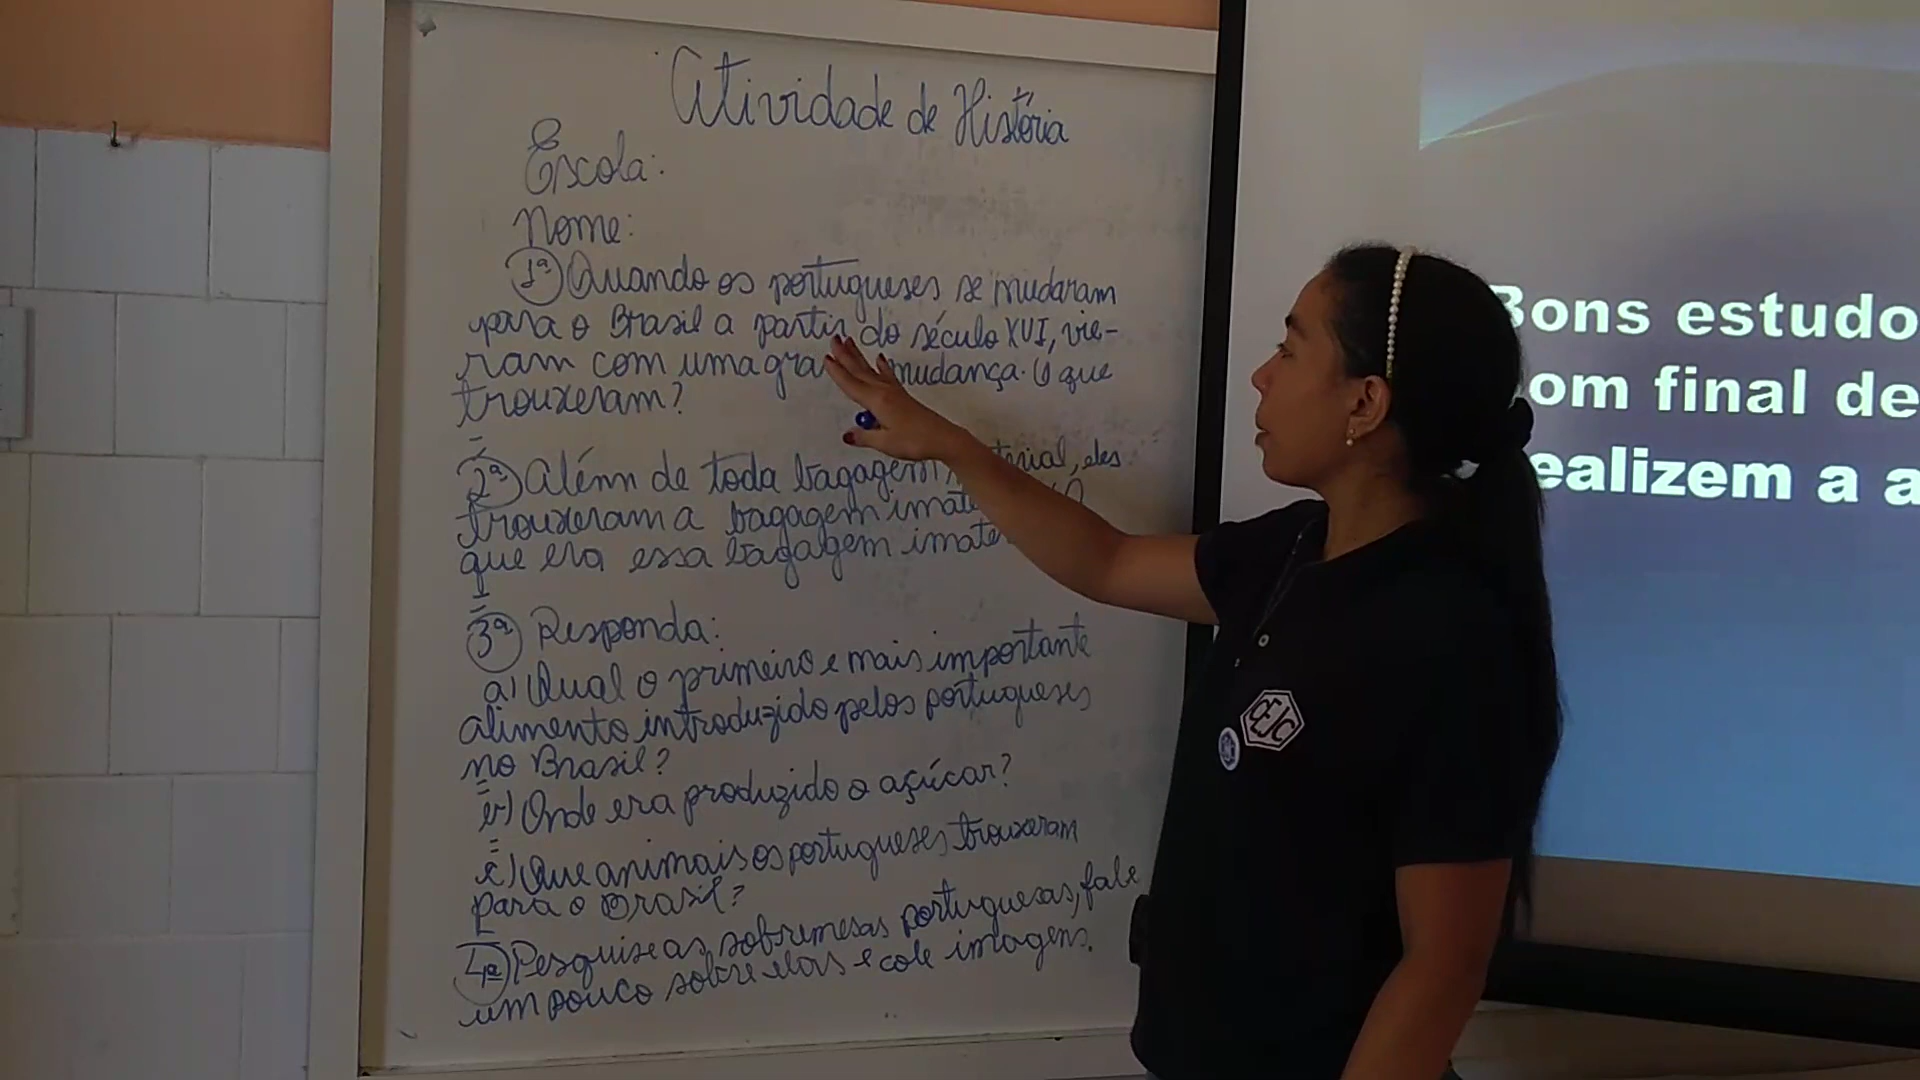 Atividade de História
Escola:
Nome:
1ª Quando os portugueses se mudaram
para o Brasil a partir do século XVI, vie-
ram com uma gra mudança. O que
trouxeram?
2ª Além de toda bagagem material, eles
trouxeram a bagagem imate
que era essa bagagem imate
3ª Responda:
a) Qual o primeiro e mais importante
alimento introduzido pelos portugueses
no Brasil?
b) Onde era produzido o açúcar?
c) Que animais os portugueses trouxeram
para o Brasil?
4ª Pesquise as sobremesas portuguesas, fale
um pouco sobre elas e cole imagens.
Bons estudo
om final de
ealizem a a
CEJC